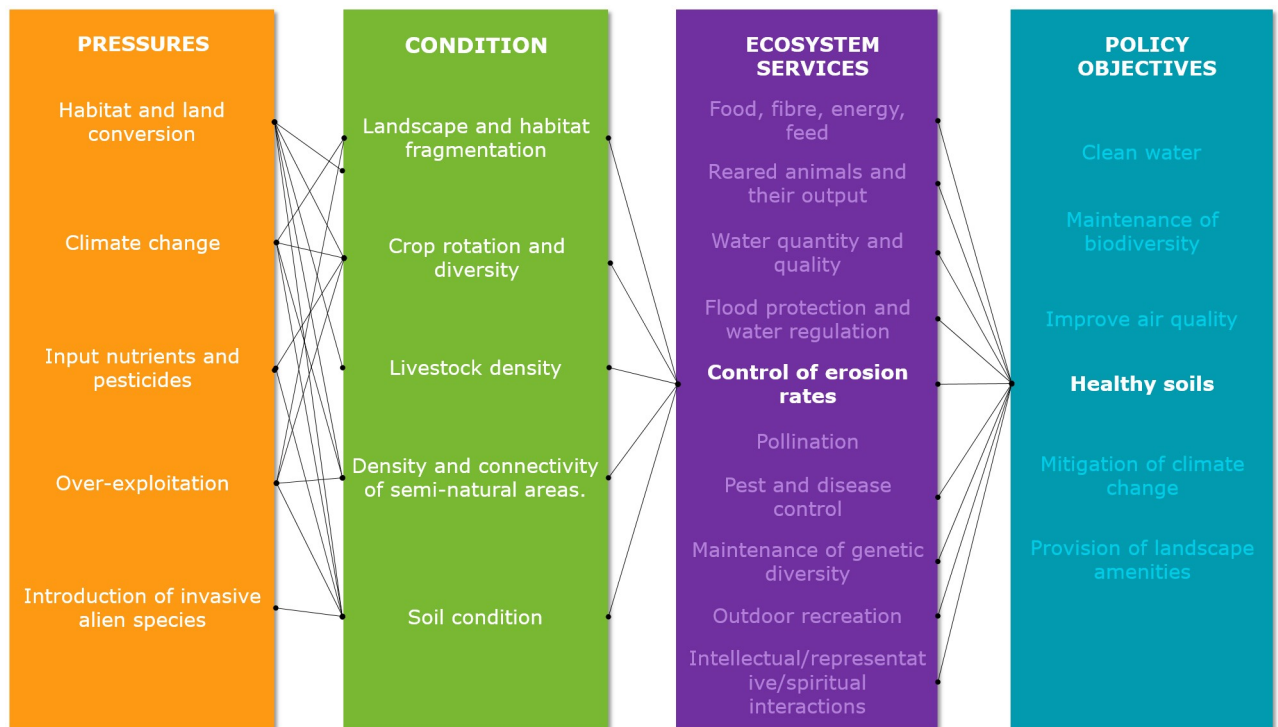 PRESSURES
Habitat and land
conversion
Climate change
Input nutrients and
pesticides
Over-exploitation
Introduction of invasive
alien species
CONDITION
Landscape and habitat
fragmentation
Crop rotation and
diversity
Livestock density
Density and connectivity
of semi-natural areas.
Soil condition
ECOSYSTEM
SERVICES
Food, fibre, energy,
feed
Reared animals and
their output
Water quantity and
quality
Flood protection and
water regulation
Control of erosion
rates
Pollination
Pest and disease
control
Maintenance of genetic
diversity
Outdoor recreation
Intellectual/representat
ive/spiritual
interactions
POLICY
OBJECTIVES
Clean water
Maintenance of
biodiversity
Improve air quality
Healthy soils
Mitigation of climate
change
Provision of landscape
amenities